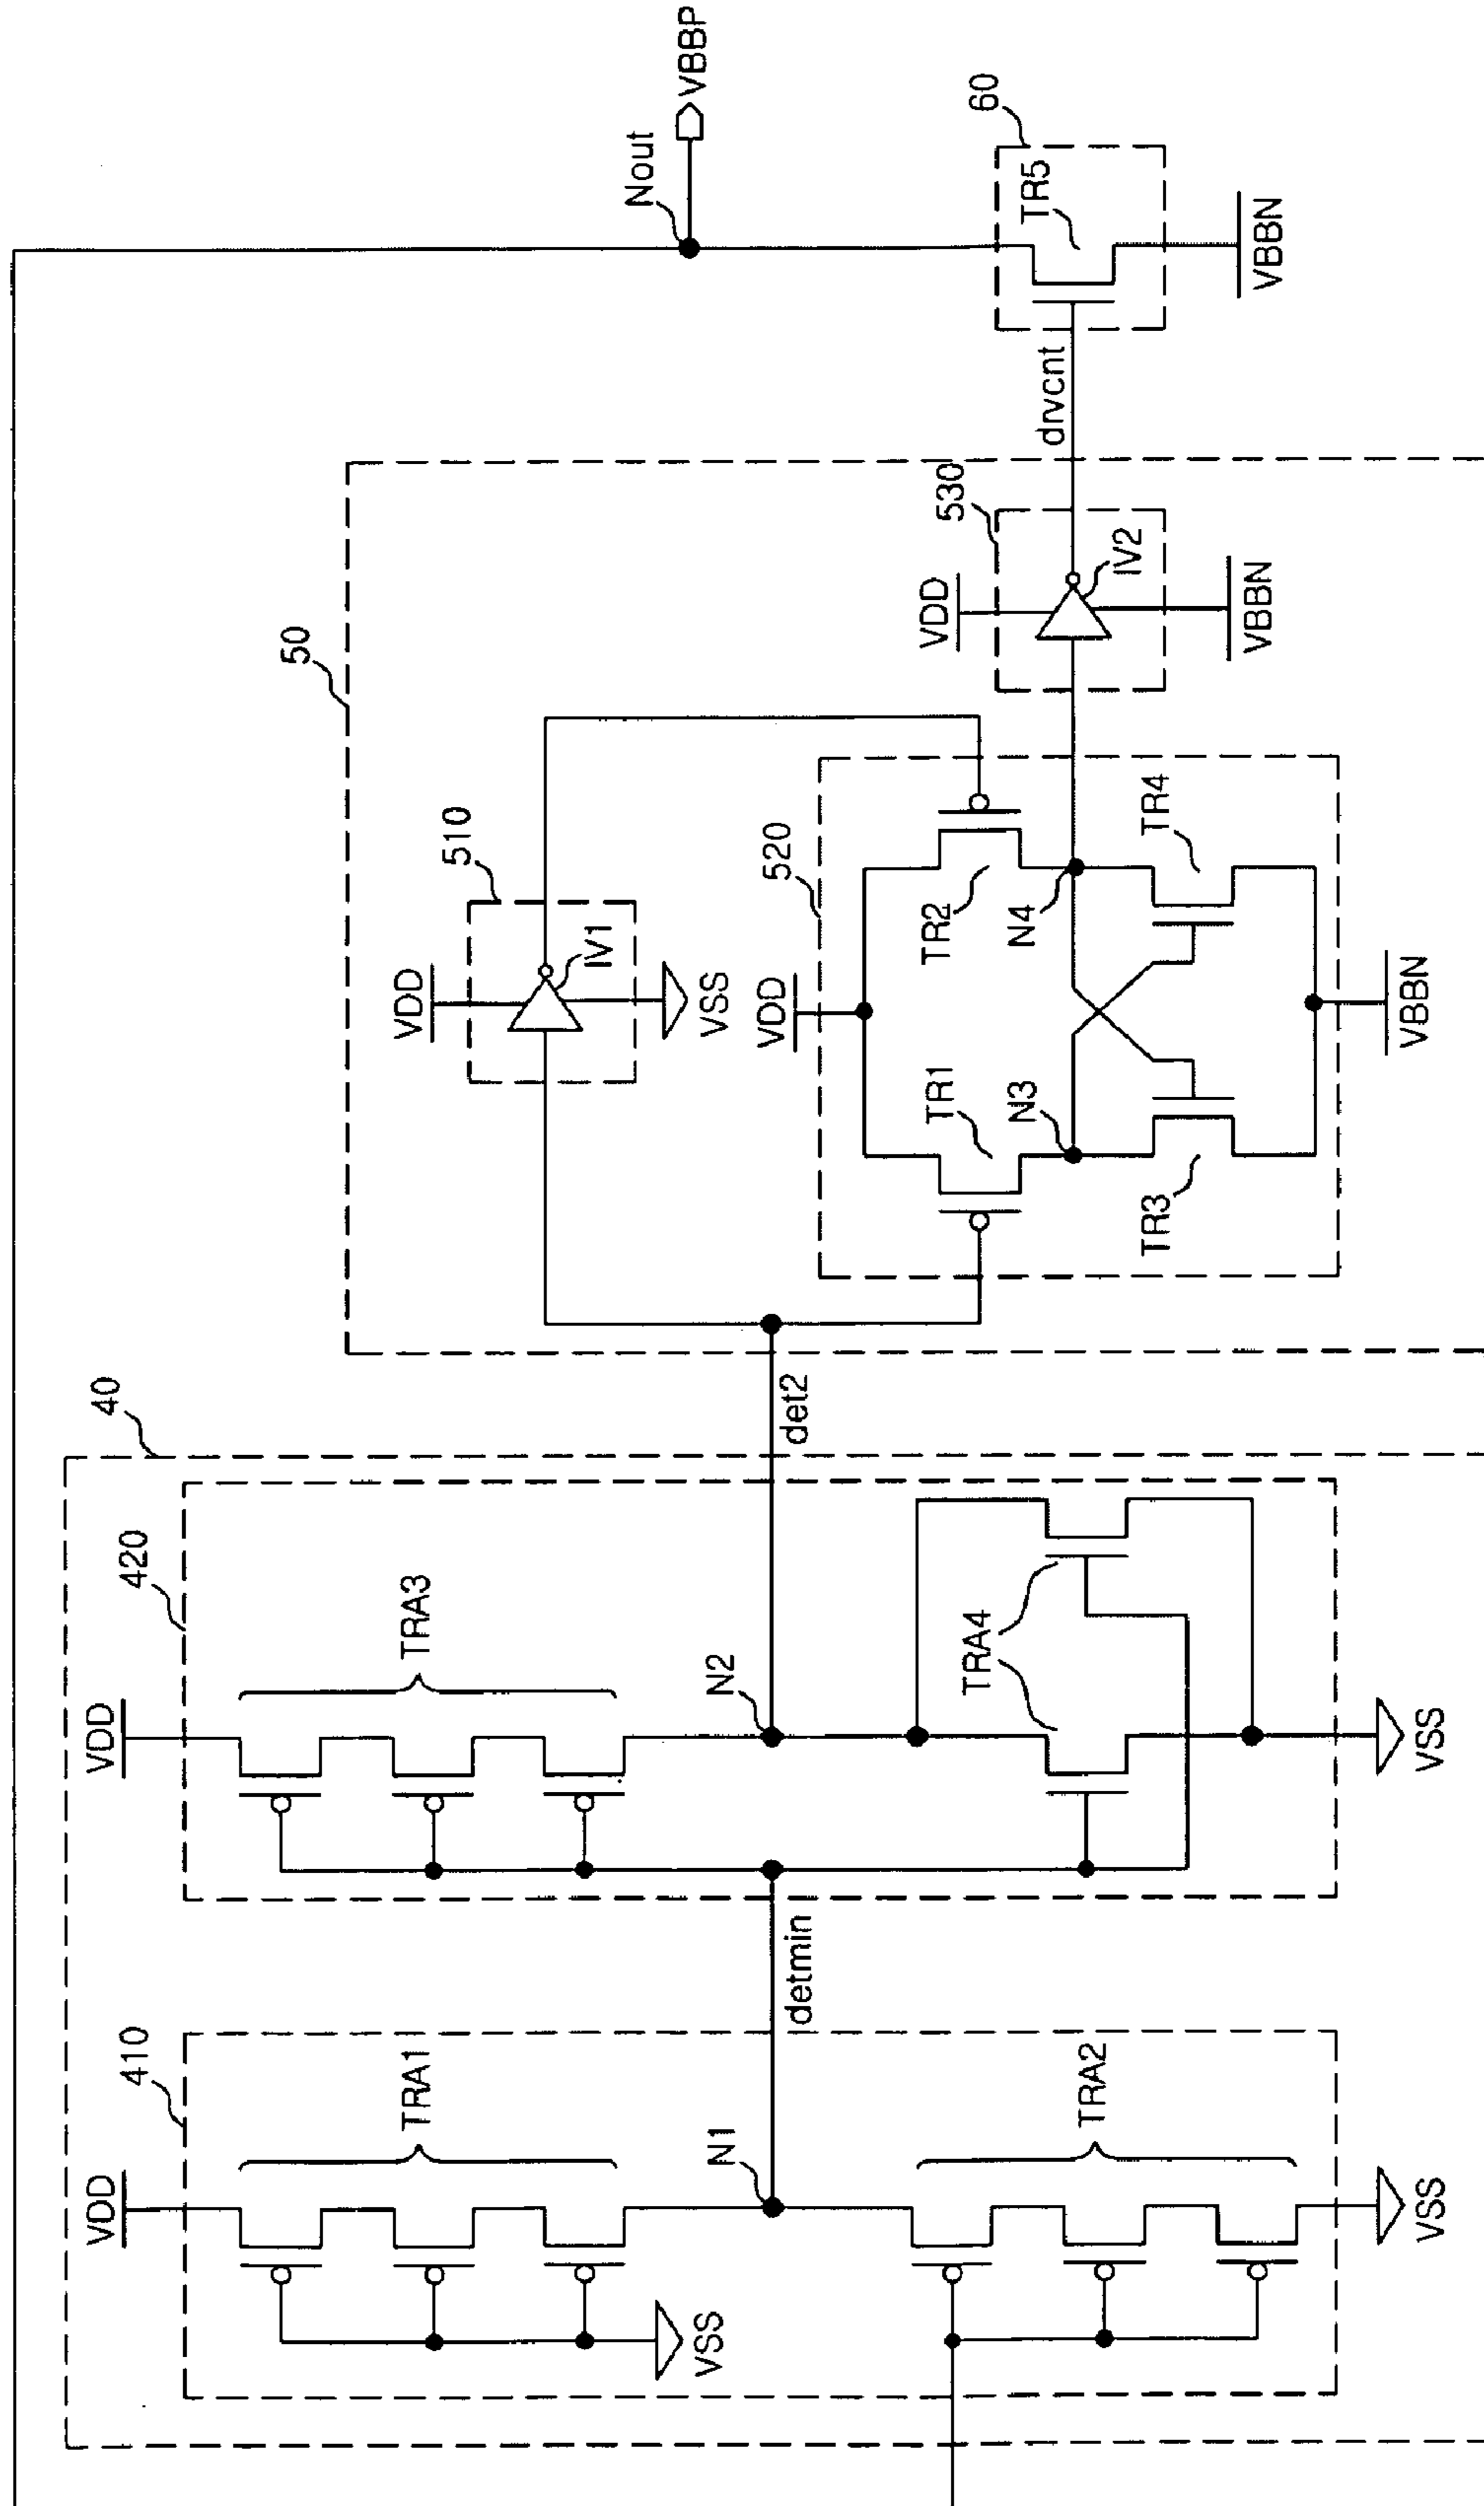 40
410
VDD
TRA1
VSS
N1
TRA2
VSS
detmin
420
VDD
TRA3
N2
TRA4
VSS
det2
50
510
VDD
IV1
VSS
520
VDD
TR1
TR2
N3
N4
TR3
TR4
VBBN
530
VDD
IV2
VBBN
drvcnt
60
TR5
VBBN
Nout
VBBP